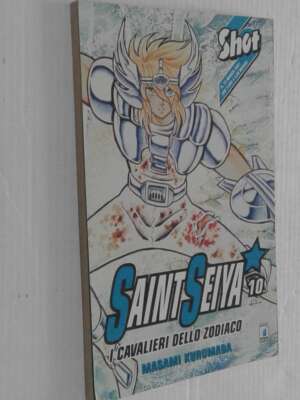 Shot
SAINT SEIYA
10
I CAVALIERI DELLO ZODIACO
MASAMI KURUMADA